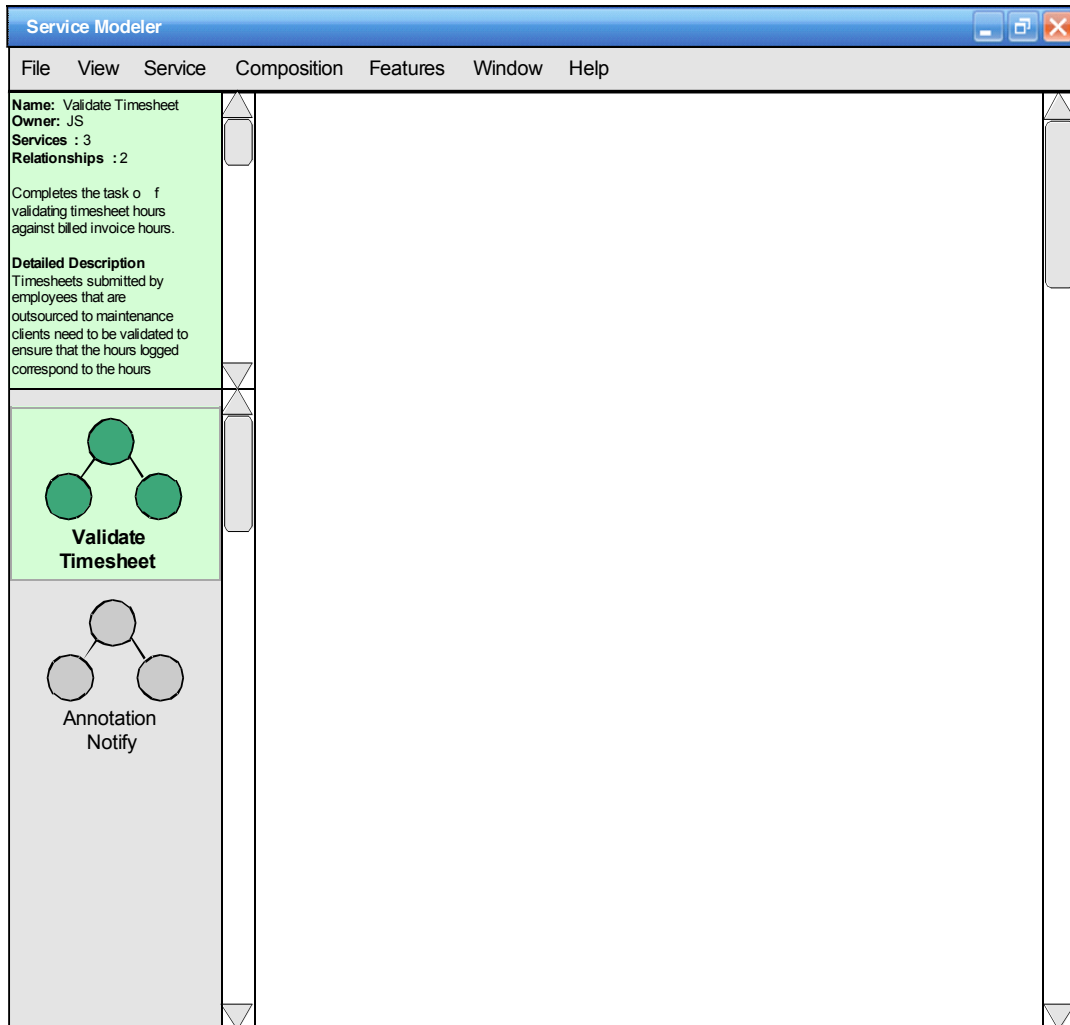 Service Modeler
File View Service Composition Features Window Help
Name: Validate Timesheet
Owner: JS
Services : 3
Relationships : 2
Completes the task o f
validating timesheet hours
against billed invoice hours.
Detailed Description
Timesheets submitted by
employees that are
outsourced to maintenance
clients need to be validated to
ensure that the hours logged
correspond to the hours
Validate
Timesheet
Annotation
Notify